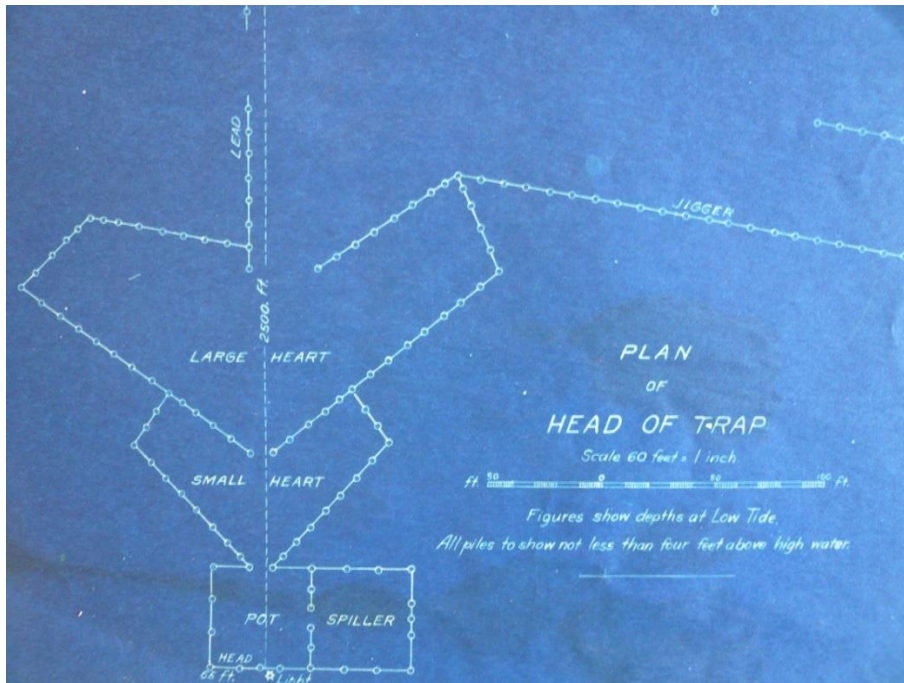 LEAD
JIGGER
2500. ft.
LARGE HEART
PLAN
OF
HEAD OF TRAP
Scale 60 feet = 1 inch.
ft. 50 0 50 100 ft.
Figures show depths at Low Tide.
All piles to show not less than four feet above high water.
SMALL HEART
POT
SPILLER
HEAD
66 ft.
Light